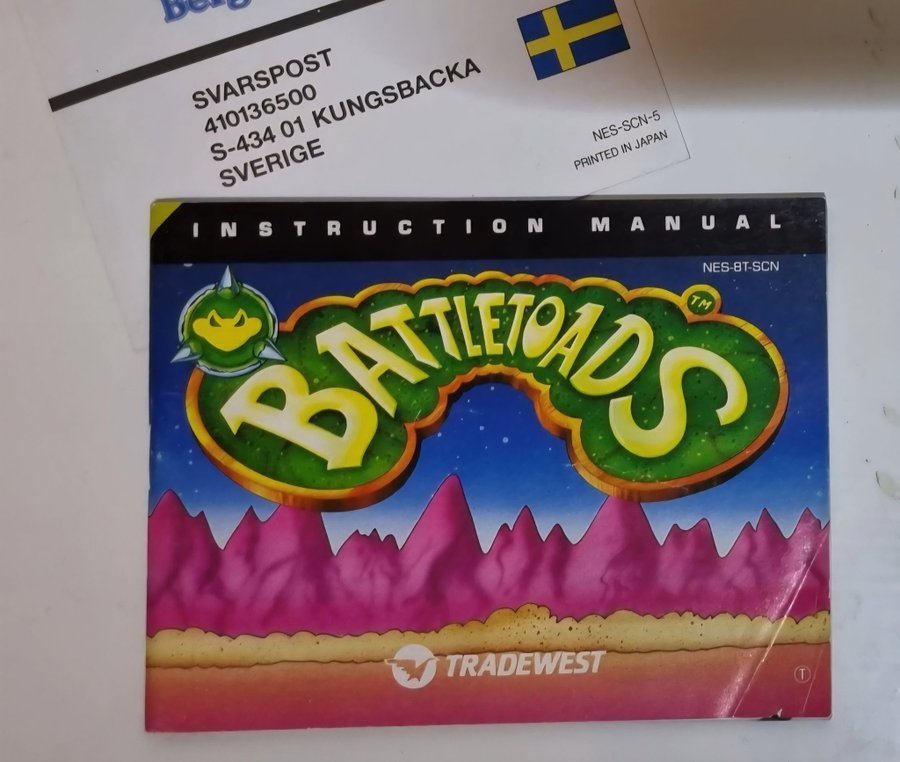 Berg
SVARSPOST
410136500
S-434 01 KUNGSBACKA
SVERIGE
NES-SCN-5
PRINTED IN JAPAN
INSTRUCTION MANUAL
NES-8T-SCN
BATTLETOADS TM
TRADEWEST
T